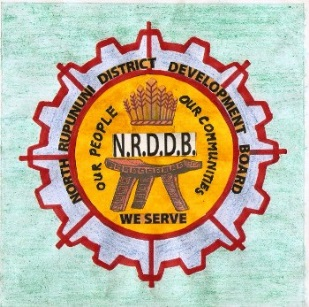 NORTH RUPUNUNI DISTRICT DEVELOPMENT BOARD
OUR PEOPLE
OUR COMMUNITIES
N.R.D.D.B.
WE SERVE